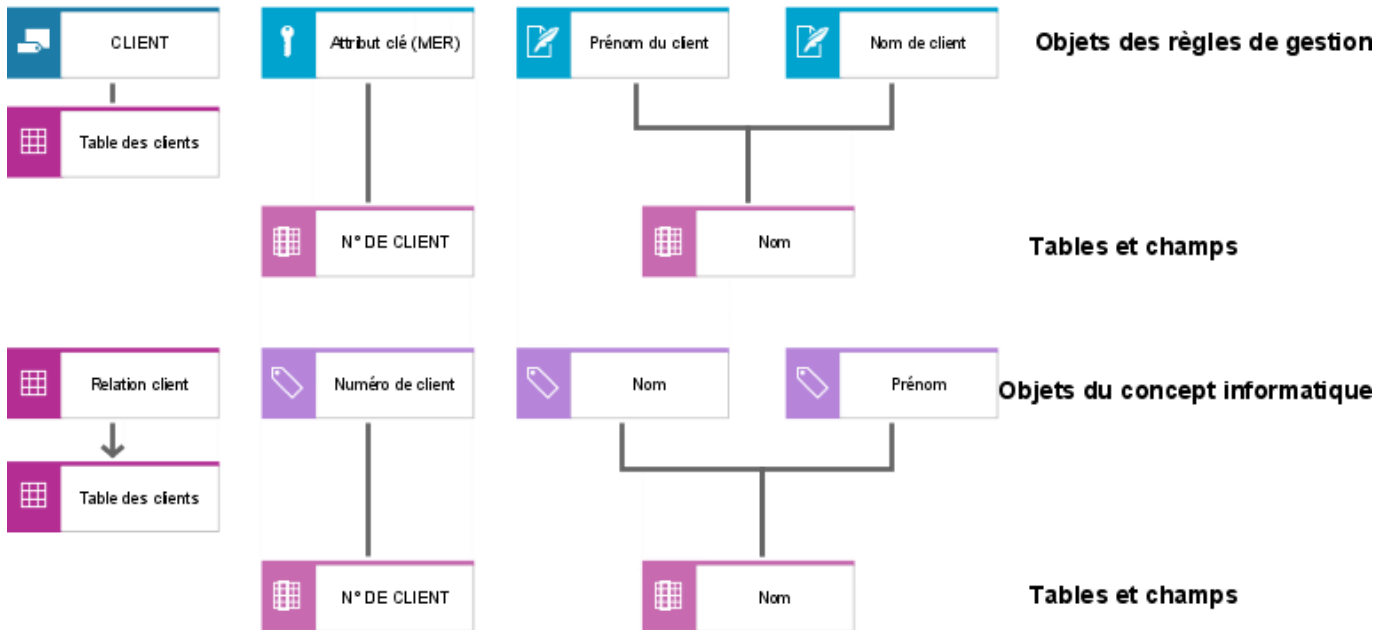 CLIENT
Attribut clé (MER)
Prénom du client
Nom de client
Objets des règles de gestion
Table des clients
N° DE CLIENT
Nom
Tables et champs
Relation client
Numéro de client
Nom
Prénom
Objets du concept informatique
Table des clients
N° DE CLIENT
Nom
Tables et champs